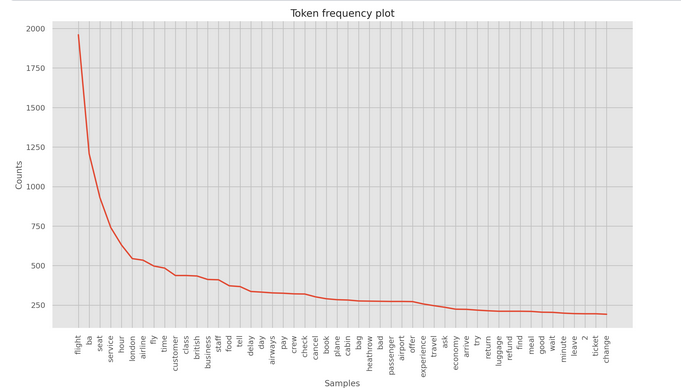 Token frequency plot
2000
1750
1500
1250
1000
750
500
250
Counts
flight
ba
seat
service
hour
london
airline
fly
time
customer
class
british
business
staff
food
tell
delay
day
airways
pay
crew
check
cancel
book
plane
cabin
bag
heathrow
bad
passenger
airport
offer
experience
travel
ask
economy
arrive
try
return
luggage
refund
find
meal
good
wait
minute
leave
2
ticket
change
Samples